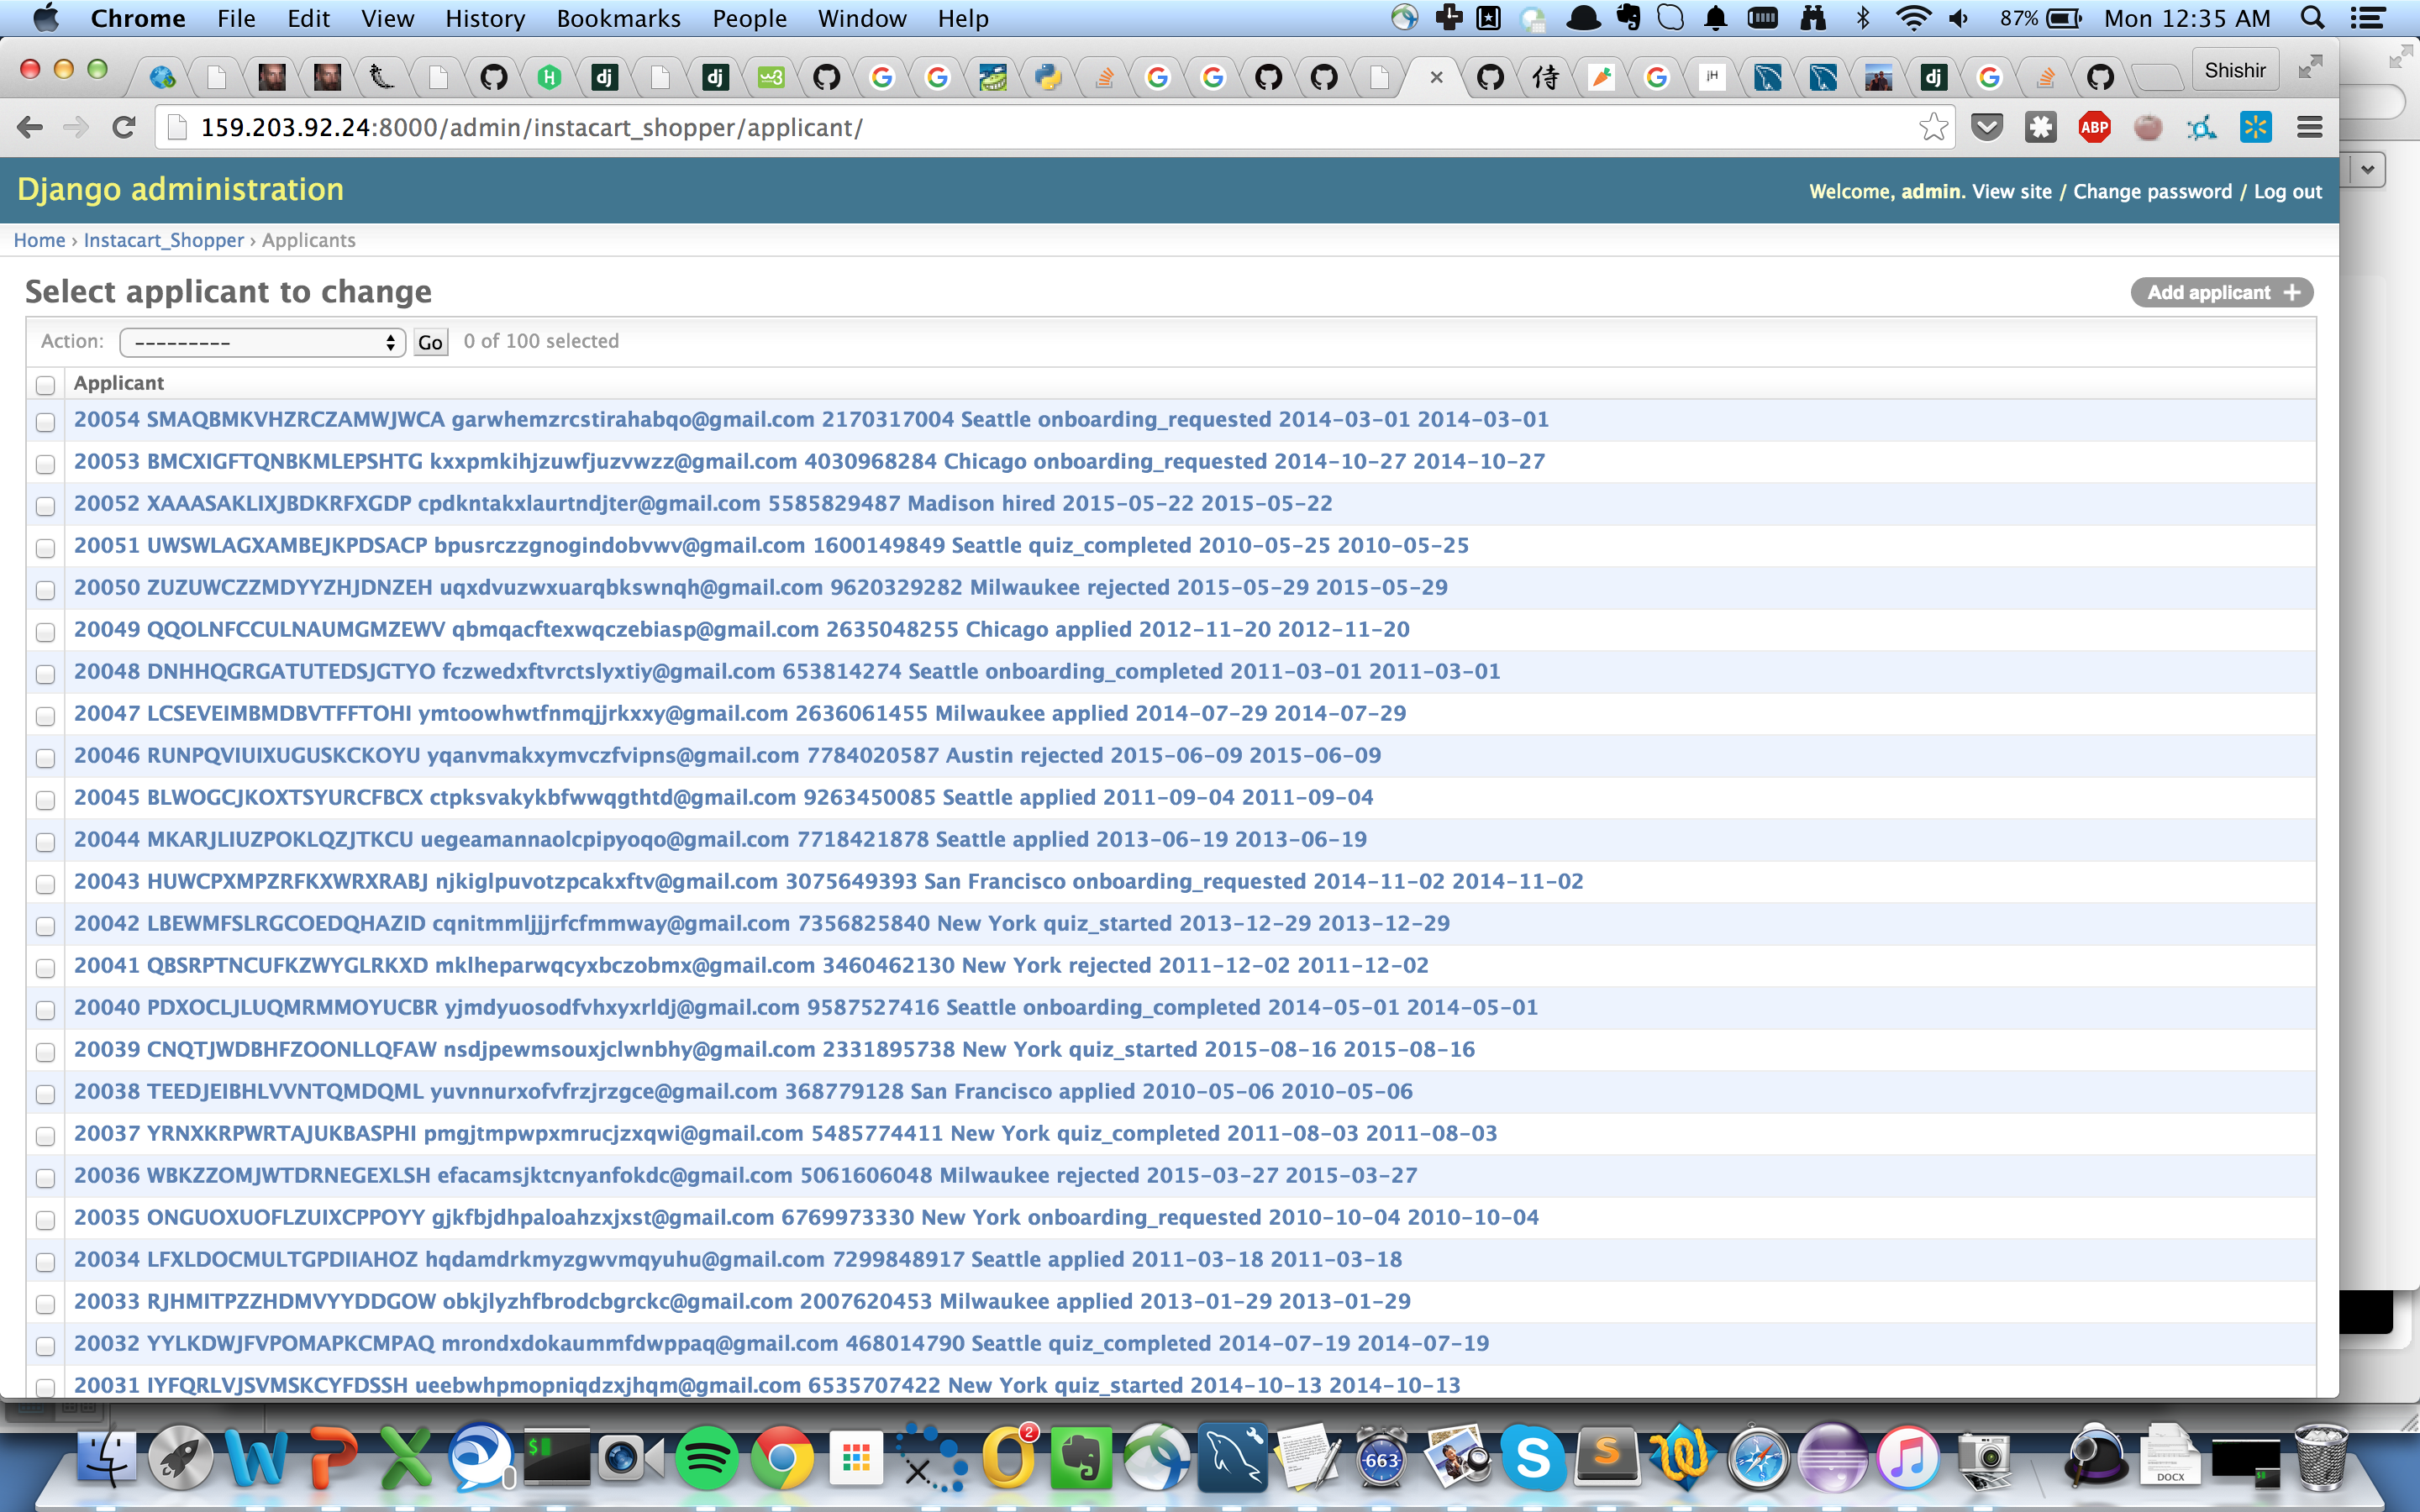 Chrome File Edit View History Bookmarks People Window Help 87% Mon 12:35 AM
dj dj w3 侍 jH dj Shishir
159.203.92.24:8000/admin/instacart_shopper/applicant/ ABP
Django administration
Welcome, admin. View site / Change password / Log out
Home › Instacart_Shopper › Applicants
Select applicant to change
Add applicant +
Action: --------- Go 0 of 100 selected
Applicant
20054 SMAQBMKVHZRCZAMWJWCA garwhemzrcstirahabqo@gmail.com 2170317004 Seattle onboarding_requested 2014-03-01 2014-03-01
20053 BMCXIGFTQNBKMLEPSHTG kxxpmkihjzuwfjuzvwzz@gmail.com 4030968284 Chicago onboarding_requested 2014-10-27 2014-10-27
20052 XAAASAKLIXJBDKRFXGDP cpdkntakxlaurtndjter@gmail.com 5585829487 Madison hired 2015-05-22 2015-05-22
20051 UWSWLAGXAMBEJKPDSACP bpusrczzgnogindobvwv@gmail.com 1600149849 Seattle quiz_completed 2010-05-25 2010-05-25
20050 ZUZUWCZZMDYYZHJDNZEH uqxdvuzwxuarqbkswnqh@gmail.com 9620329282 Milwaukee rejected 2015-05-29 2015-05-29
20049 QQOLNFCCULNAUMGMZEWV qbmqacftexwqczebiasp@gmail.com 2635048255 Chicago applied 2012-11-20 2012-11-20
20048 DNHHQGRGATUTEDSJGTYO fczwedxftvrctslyxtiy@gmail.com 653814274 Seattle onboarding_completed 2011-03-01 2011-03-01
20047 LCSEVEIMBMDBVTFFTOHI ymtoowhwtfnmqjjrkxxy@gmail.com 2636061455 Milwaukee applied 2014-07-29 2014-07-29
20046 RUNPQVIUIXUGUSKCKOYU yqanvmakxymvczfvipns@gmail.com 7784020587 Austin rejected 2015-06-09 2015-06-09
20045 BLWOGCJKOXTSYURCFBCX ctpksvakykbfwwqgthtd@gmail.com 9263450085 Seattle applied 2011-09-04 2011-09-04
20044 MKARJLIUZPOKLQZJTKCU uegeamannaolcpipyoqo@gmail.com 7718421878 Seattle applied 2013-06-19 2013-06-19
20043 HUWCPXMPZRFKXWRXRABJ njkiglpuvotzpcakxftv@gmail.com 3075649393 San Francisco onboarding_requested 2014-11-02 2014-11-02
20042 LBEWMFSLRGCOEDQHAZID cqnitmmljjjrfcfmmway@gmail.com 7356825840 New York quiz_started 2013-12-29 2013-12-29
20041 QBSRPTNCUFKZWYGLRKXD mklheparwqcyxbczobmx@gmail.com 3460462130 New York rejected 2011-12-02 2011-12-02
20040 PDXOCLJLUQMRMMOYUCBR yjmdyuosodfvhxyxrldj@gmail.com 9587527416 Seattle onboarding_completed 2014-05-01 2014-05-01
20039 CNQTJWDBHFZOONLLQFAW nsdjpewmsouxjclwnbhy@gmail.com 2331895738 New York quiz_started 2015-08-16 2015-08-16
20038 TEEDJEIBHLVVNTQMDQML yuvnnurxofvfrzjrzgce@gmail.com 368779128 San Francisco applied 2010-05-06 2010-05-06
20037 YRNXKRPWRTAJUKBASPHI pmgjtmpwpxmrucjzxqwi@gmail.com 5485774411 New York quiz_completed 2011-08-03 2011-08-03
20036 WBKZZOMJWTDRNEGEXLSH efacamsjktcnyanfokdc@gmail.com 5061606048 Milwaukee rejected 2015-03-27 2015-03-27
20035 ONGUOXUOFLZUIXCPPOYY gjkfbjdhpaloahzxjxst@gmail.com 6769973330 New York onboarding_requested 2010-10-04 2010-10-04
20034 LFXLDOCMULTGPDIIAHOZ hqdamdrkmyzgwvmqyuhu@gmail.com 7299848917 Seattle applied 2011-03-18 2011-03-18
20033 RJHMITPZZHDMVYYDDGOW obkjlyzhfbrodcbgrckc@gmail.com 2007620453 Milwaukee applied 2013-01-29 2013-01-29
20032 YYLKDWJFVPOMAPKCMPAQ mrondxdokaummfdwppaq@gmail.com 468014790 Seattle quiz_completed 2014-07-19 2014-07-19
20031 IYFQRLVJSVMSKCYFDSSH ueebwhpmopniqdzxjhqm@gmail.com 6535707422 New York quiz_started 2014-10-13 2014-10-13
2
663
DOCX